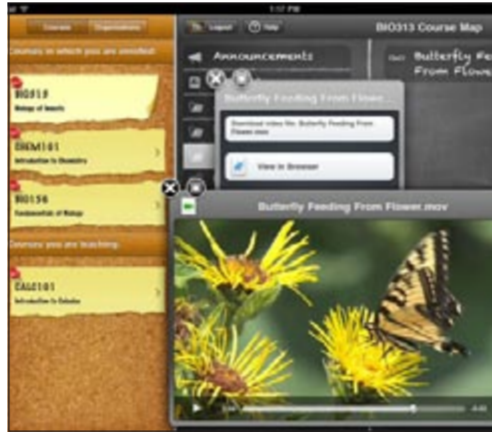 1:17 PM
Courses
Organizations
Logout
Help
BIO313 Course Map
Courses in which you are enrolled:
BIO313
Biology of Insects
CHEM101
Introduction to Chemistry
BIO156
Fundamentals of Biology
Courses you are teaching:
CALC101
Introduction to Calculus
Announcements
Butterfly Fe
From Flowe
Butterfly Feeding From Flower...
Download video file: Butterfly Feeding From
Flower.mov
View in Browser
Butterfly Feeding From Flower.mov